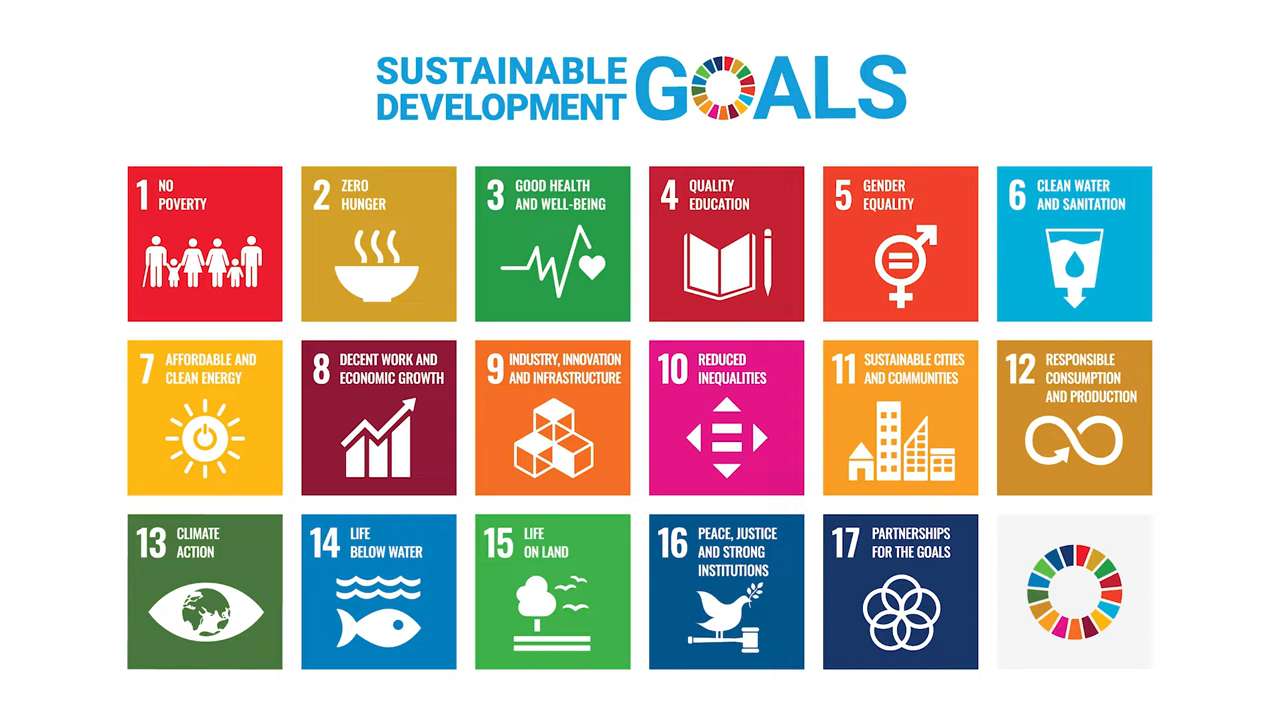 SUSTAINABLE
DEVELOPMENT
GOALS
1 NO
POVERTY
2 ZERO
HUNGER
3 GOOD HEALTH
AND WELL-BEING
4 QUALITY
EDUCATION
5 GENDER
EQUALITY
6 CLEAN WATER
AND SANITATION
7 AFFORDABLE AND
CLEAN ENERGY
8 DECENT WORK AND
ECONOMIC GROWTH
9 INDUSTRY, INNOVATION
AND INFRASTRUCTURE
10 REDUCED
INEQUALITIES
11 SUSTAINABLE CITIES
AND COMMUNITIES
12 RESPONSIBLE
CONSUMPTION
AND PRODUCTION
13 CLIMATE
ACTION
14 LIFE
BELOW WATER
15 LIFE
ON LAND
16 PEACE, JUSTICE
AND STRONG
INSTITUTIONS
17 PARTNERSHIPS
FOR THE GOALS